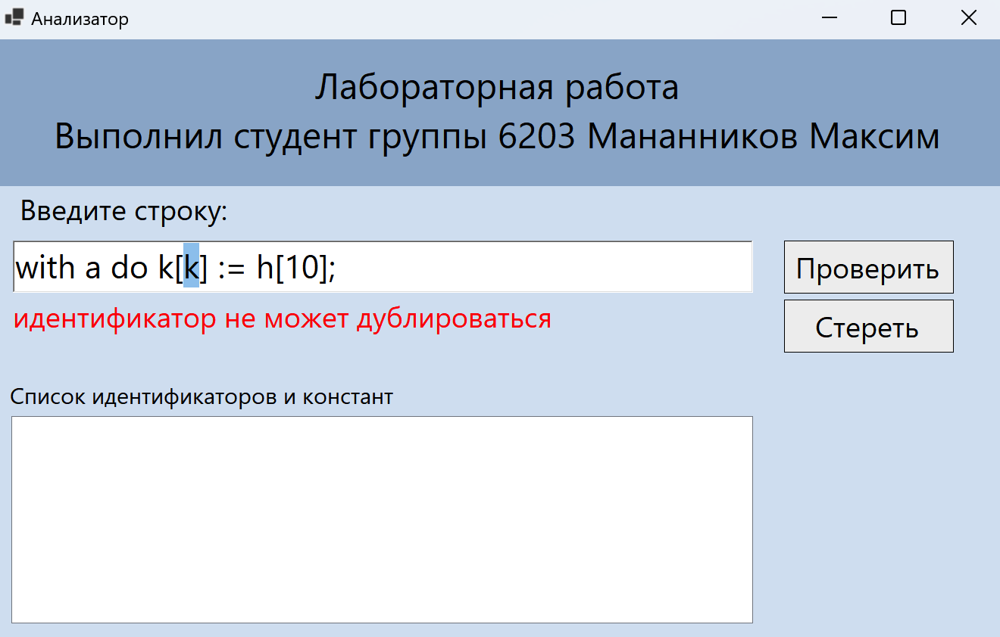 Анализатор
Лабораторная работа
Выполнил студент группы 6203 Мананников Максим
Введите строку:
with a do k[k] := h[10];
Проверить
идентификатор не может дублироваться
Стереть
Список идентификаторов и констант